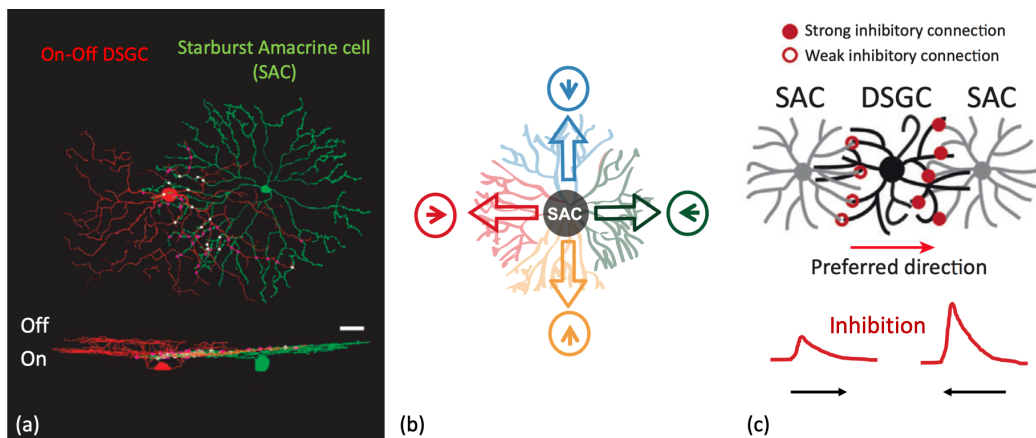 On-Off DSGC
Starburst Amacrine cell
(SAC)
Off
On
(a)
SAC
(b)
Strong inhibitory connection
Weak inhibitory connection
SAC DSGC SAC
Preferred direction
Inhibition
(c)